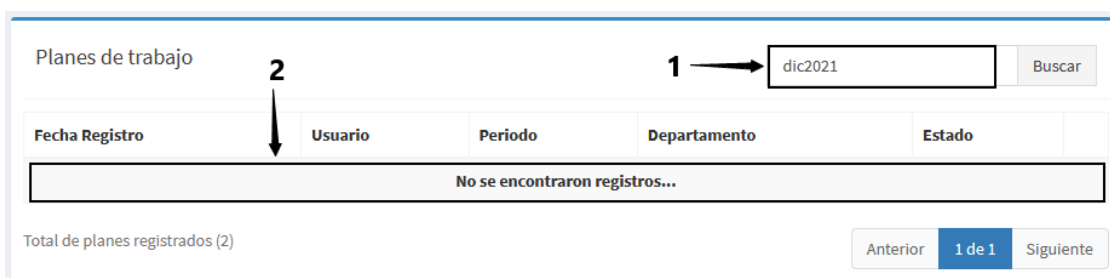 Planes de trabajo
2
1
dic2021
Buscar
Fecha Registro Usuario Periodo Departamento Estado
No se encontraron registros...
Total de planes registrados (2)
Anterior 1 de 1 Siguiente